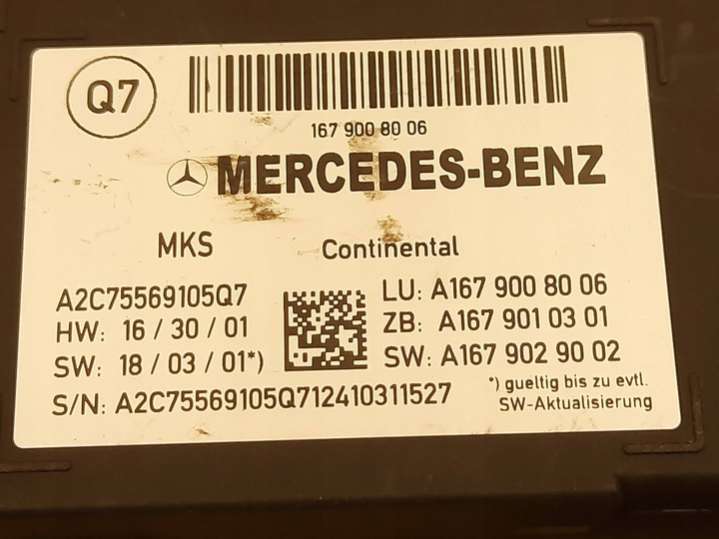 Q7
167 900 80 06
MERCEDES-BENZ
MKS Continental
A2C75569105Q7
HW: 16 / 30 / 01
SW: 18 / 03 / 01*)
LU: A167 900 80 06
ZB: A167 901 03 01
SW: A167 902 90 02
S/N: A2C75569105Q712410311527
*) gueltig bis zu evtl.
SW-Aktualisierung